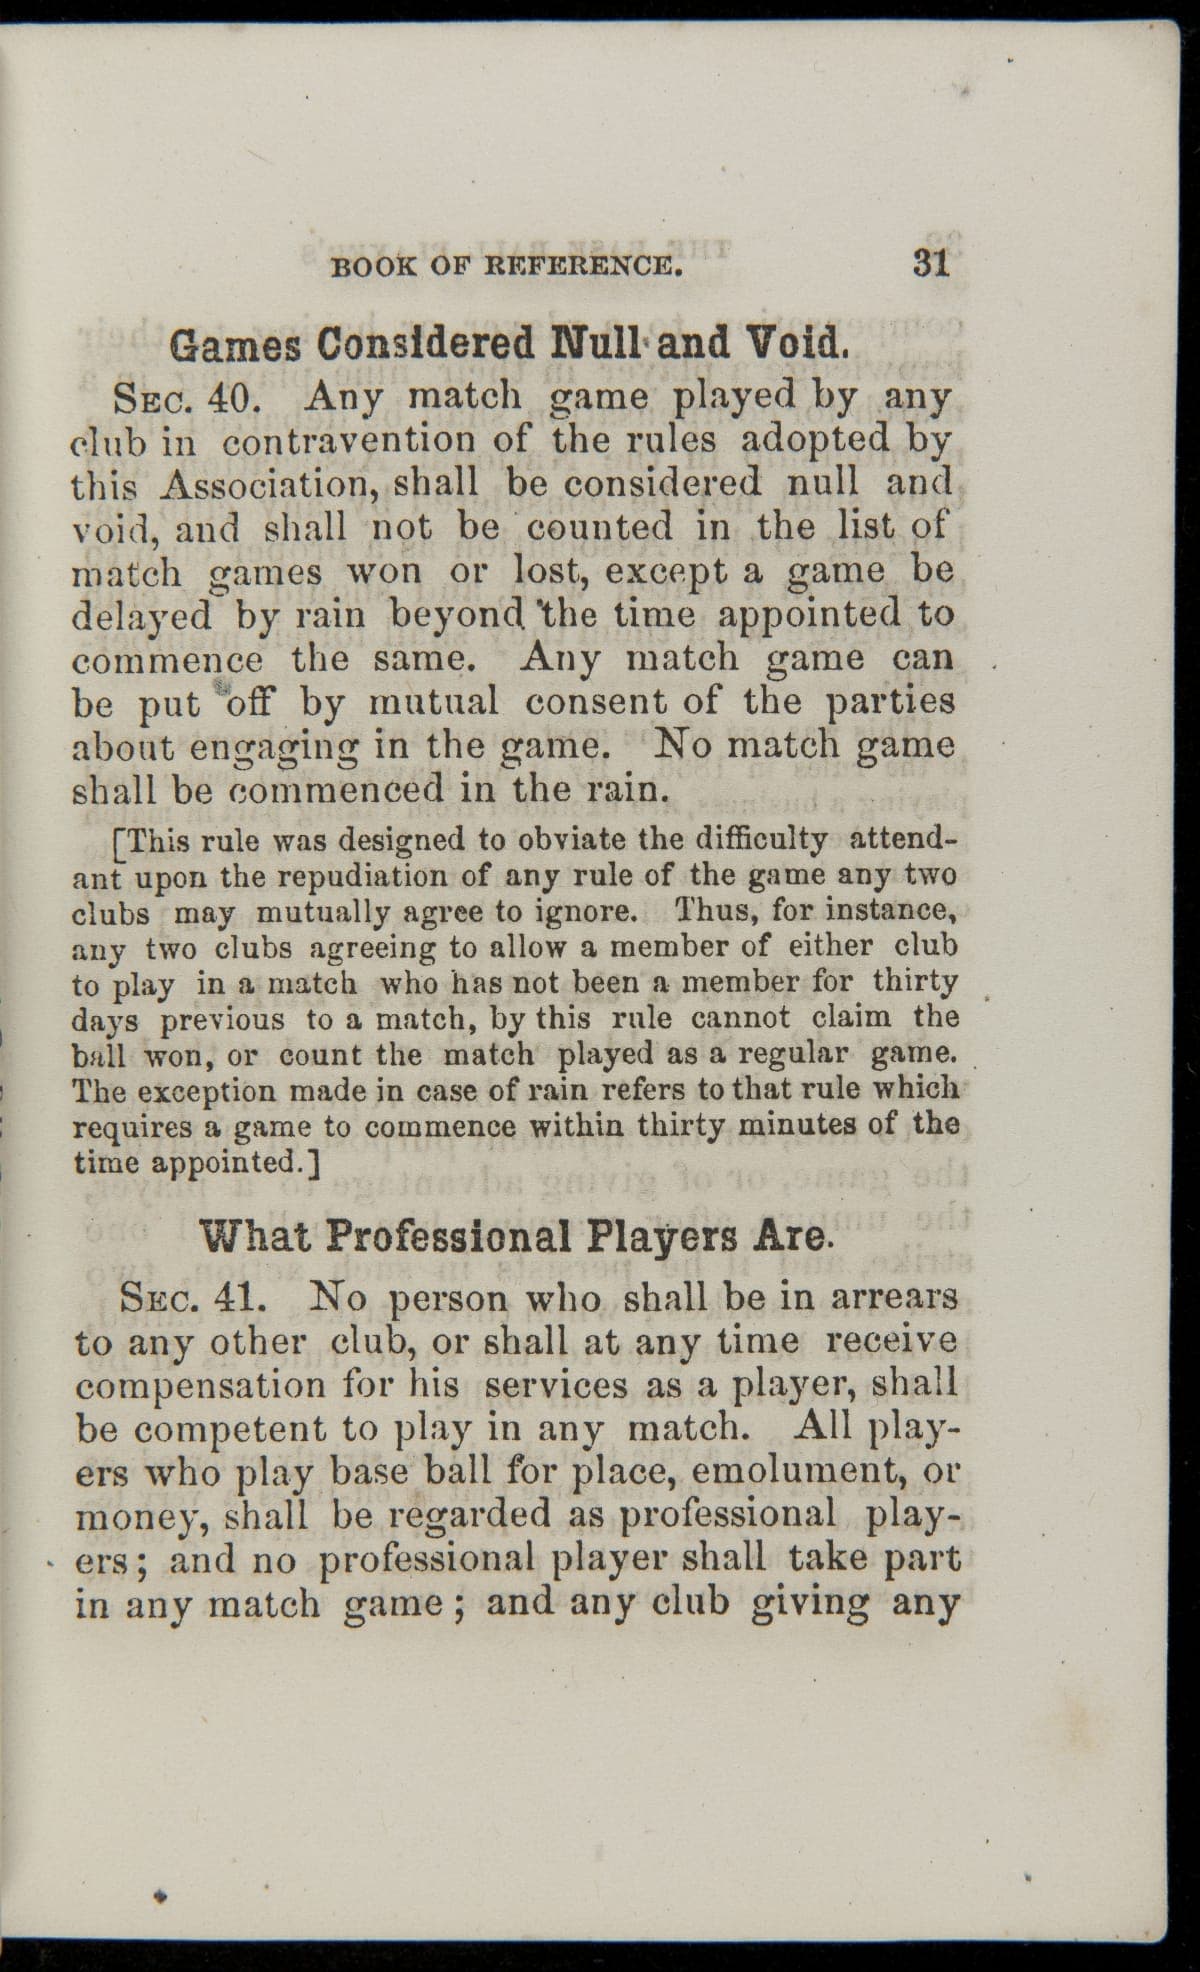 BOOK OF REFERENCE. 31
Games Considered Null and Void.
SEC. 40. Any match game played by any
club in contravention of the rules adopted by
this Association, shall be considered null and
void, and shall not be counted in the list of
match games won or lost, except a game be
delayed by rain beyond the time appointed to
commence the same. Any match game can
be put off by mutual consent of the parties
about engaging in the game. No match game
shall be commenced in the rain.
[This rule was designed to obviate the difficulty attend-
ant upon the repudiation of any rule of the game any two
clubs may mutually agree to ignore. Thus, for instance,
any two clubs agreeing to allow a member of either club
to play in a match who has not been a member for thirty
days previous to a match, by this rule cannot claim the
ball won, or count the match played as a regular game.
The exception made in case of rain refers to that rule which
requires a game to commence within thirty minutes of the
time appointed.]
What Professional Players Are.
SEC. 41. No person who shall be in arrears
to any other club, or shall at any time receive
compensation for his services as a player, shall
be competent to play in any match. All play-
ers who play base ball for place, emolument, or
money, shall be regarded as professional play-
ers; and no professional player shall take part
in any match game; and any club giving any